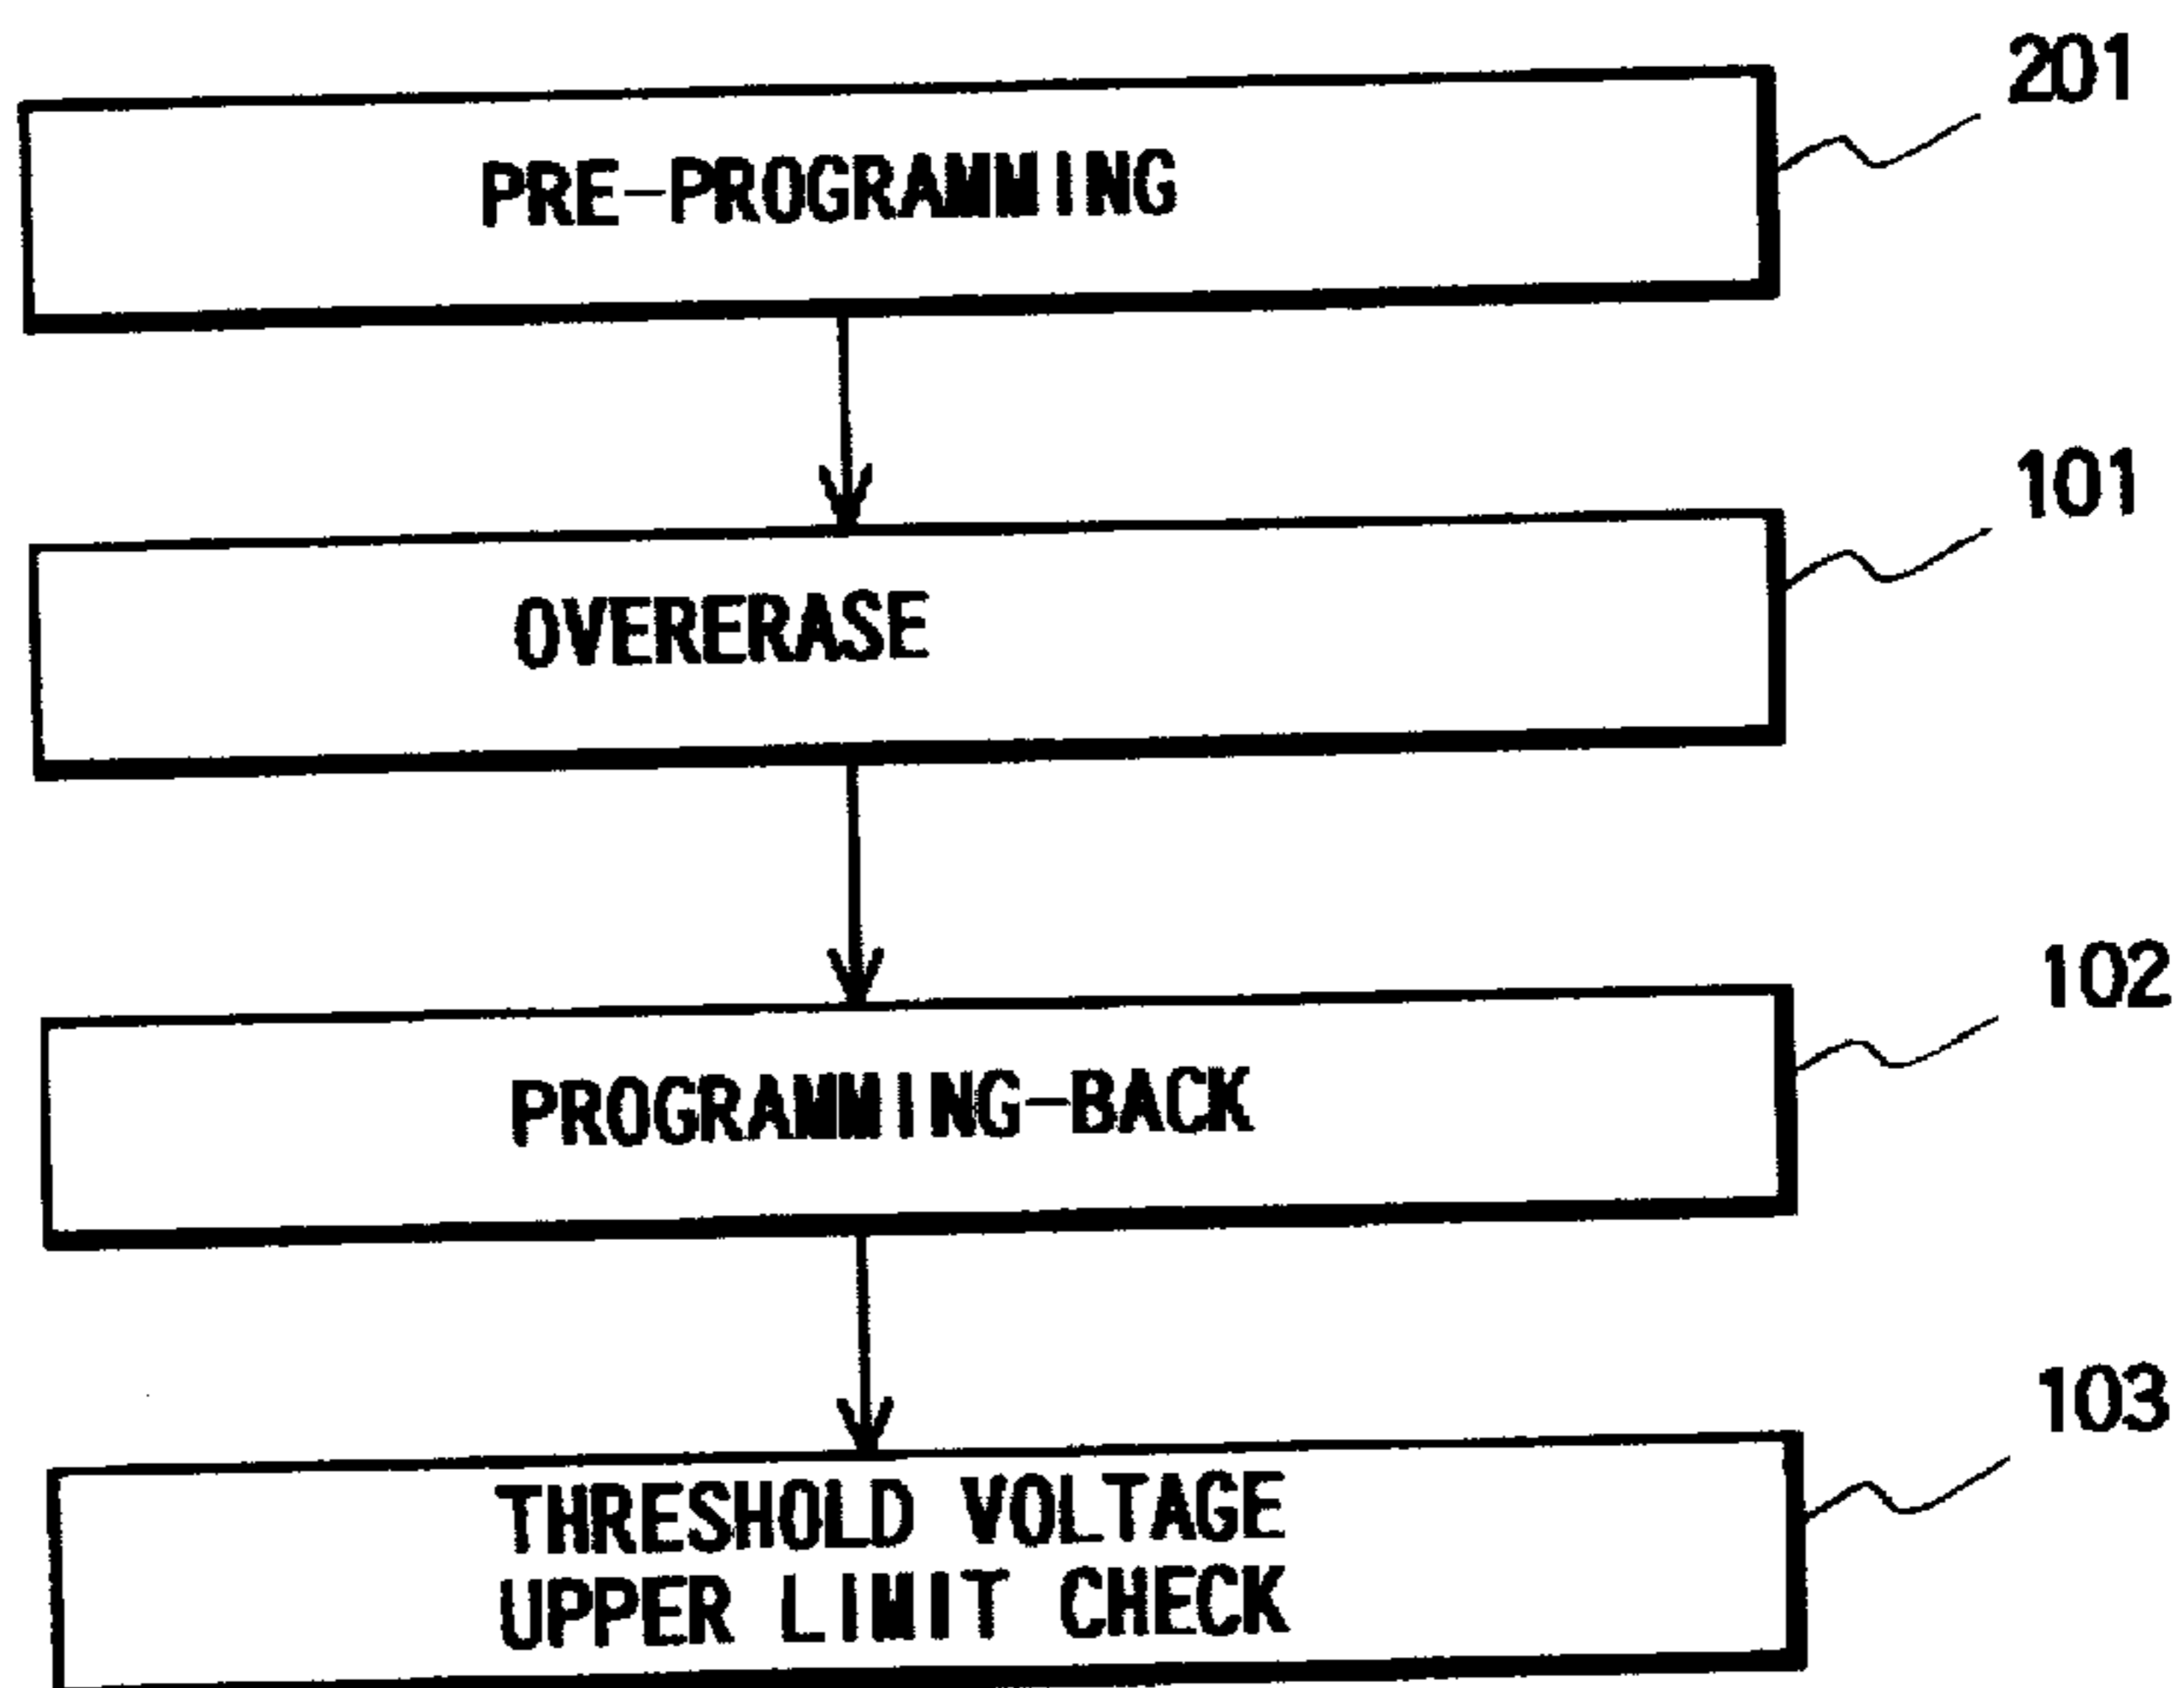 201
PRE-PROGRAMMING
101
OVERERASE
102
PROGRAMMING-BACK
103
THRESHOLD VOLTAGE
UPPER LIMIT CHECK